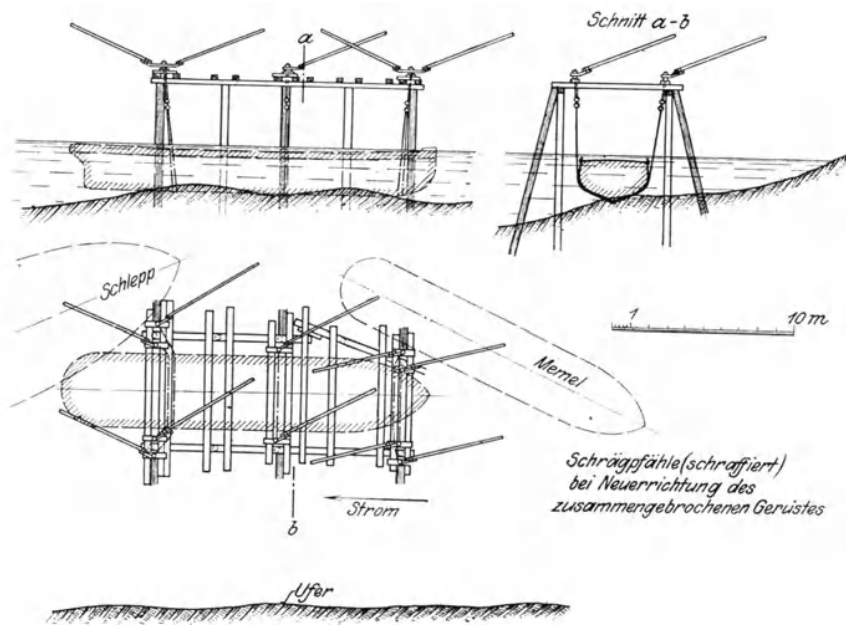 a
Schnitt a-b
Schlepp
Memel
1 10 m
Schrägpfähle (schraffiert)
bei Neuerrichtung des
zusammengebrochenen Gerüstes
Strom
b
Ufer